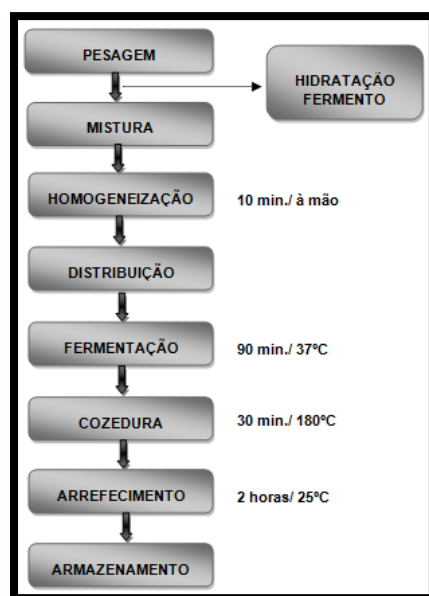 PESAGEM
HIDRATAÇÃO
FERMENTO
MISTURA
HOMOGENEIZAÇÃO
10 min./ à mão
DISTRIBUIÇÃO
FERMENTAÇÃO
90 min./ 37ºC
COZEDURA
30 min./ 180ºC
ARREFECIMENTO
2 horas/ 25ºC
ARMAZENAMENTO